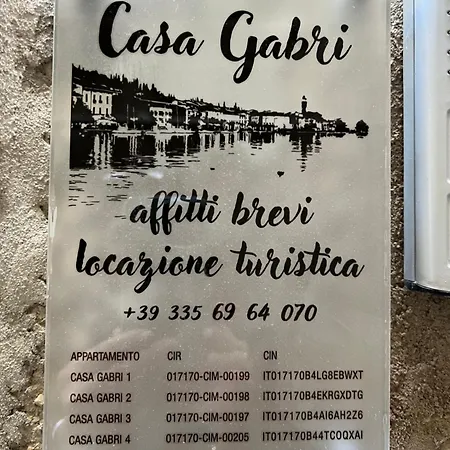 Casa Gabri
affitti brevi
locazione turistica
+39 335 69 64 070
APPARTAMENTO CIR CIN
CASA GABRI 1 017170-CIM-00199 IT017170B4LG8EBWXT
CASA GABRI 2 017170-CIM-00198 IT017170B4EKRGXDTG
CASA GABRI 3 017170-CIM-00197 IT017170B4AI6AH2Z6
CASA GABRI 4 017170-CIM-00205 IT017170B44TCOQXAI